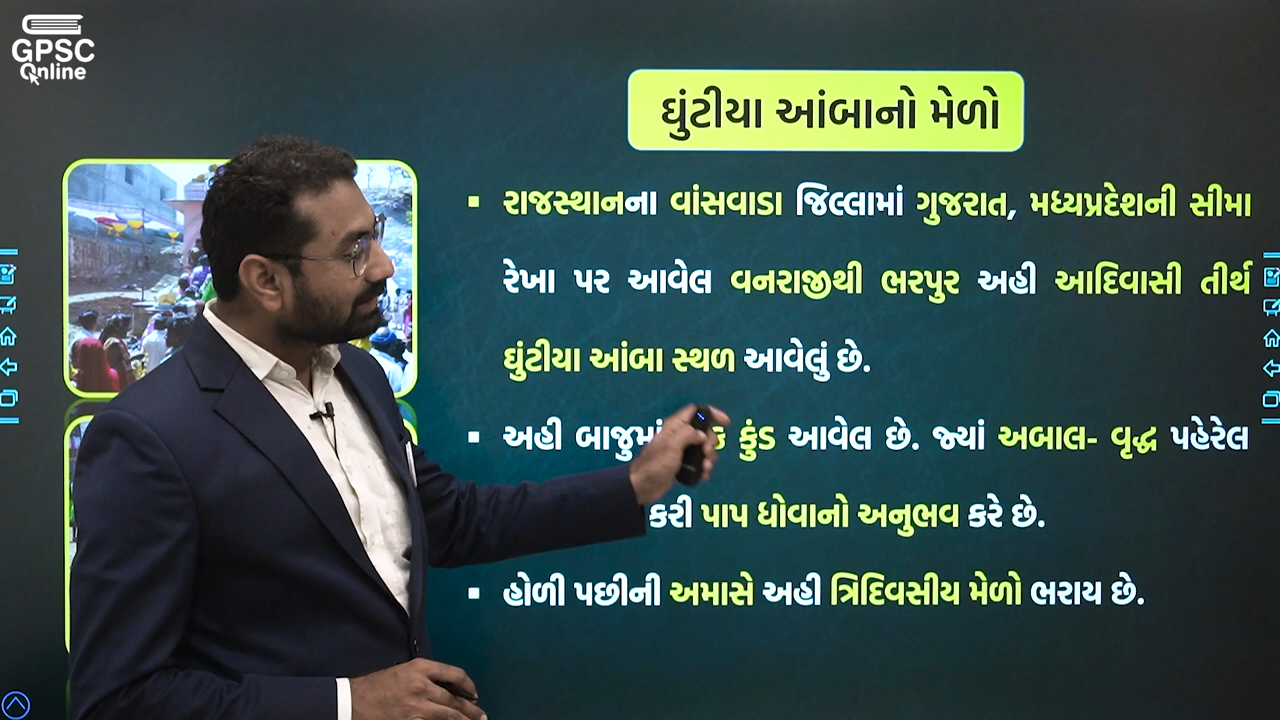 GPSC
Online
ઘુંટીયા આંબાનો મેળો
▪ રાજસ્થાનના વાંસવાડા જિલ્લામાં ગુજરાત, મધ્યપ્રદેશની સીમા
રેખા પર આવેલ વનરાજીથી ભરપુર અહી આદિવાસી તીર્થ
ઘુંટીયા આંબા સ્થળ આવેલું છે.
▪ અહી કુંડ આવેલ છે. જ્યાં અબાલ- વૃદ્ધ પહેરેલ
કરી પાપ ધોવાનો અનુભવ કરે છે.
▪ હોળી પછીની અમાસે અહી ત્રિદિવસીય મેળો ભરાય છે.